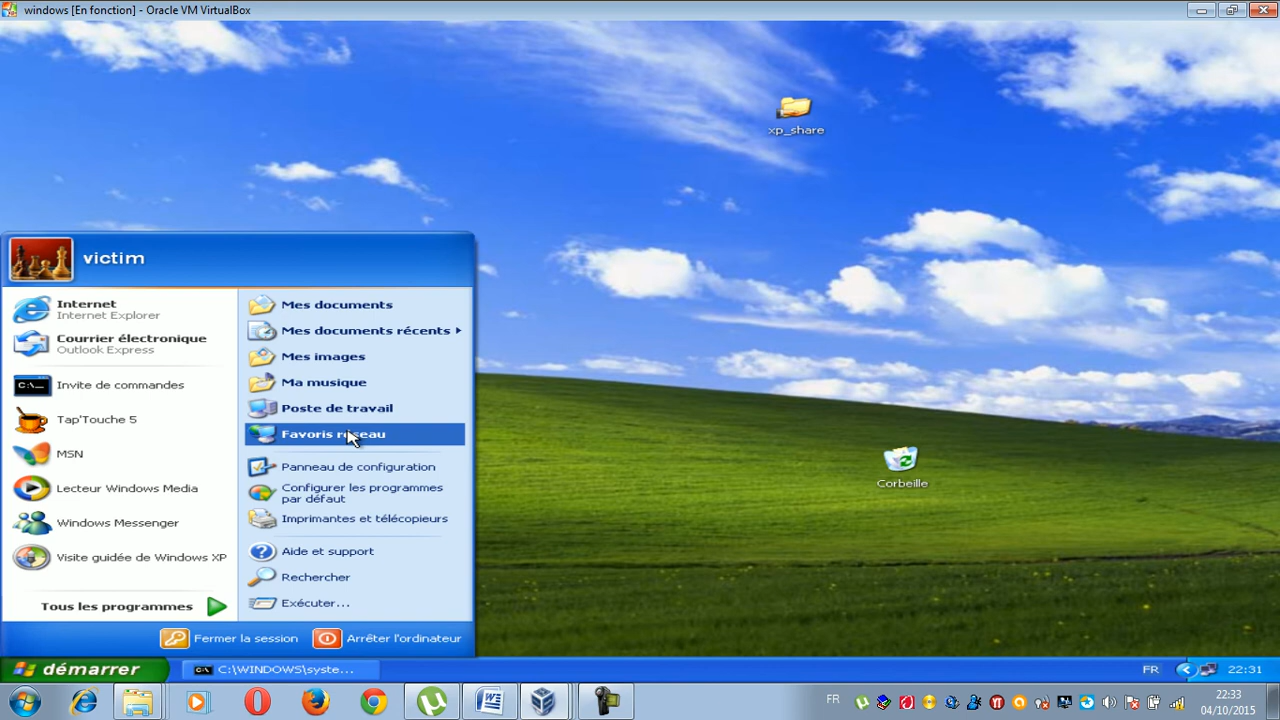 windows [En fonction] - Oracle VM VirtualBox
xp_share
victim
Internet
Internet Explorer
Courrier électronique
Outlook Express
Invite de commandes
Tap'Touche 5
MSN
Lecteur Windows Media
Windows Messenger
Visite guidée de Windows XP
Tous les programmes
Mes documents
Mes documents récents
Mes images
Ma musique
Poste de travail
Favoris réseau
Panneau de configuration
Configurer les programmes
par défaut
Imprimantes et télécopieurs
Aide et support
Rechercher
Exécuter...
Fermer la session
Arrêter l'ordinateur
Corbeille
démarrer
C:\WINDOWS\syste...
FR
22:31
FR
22:33
04/10/2015